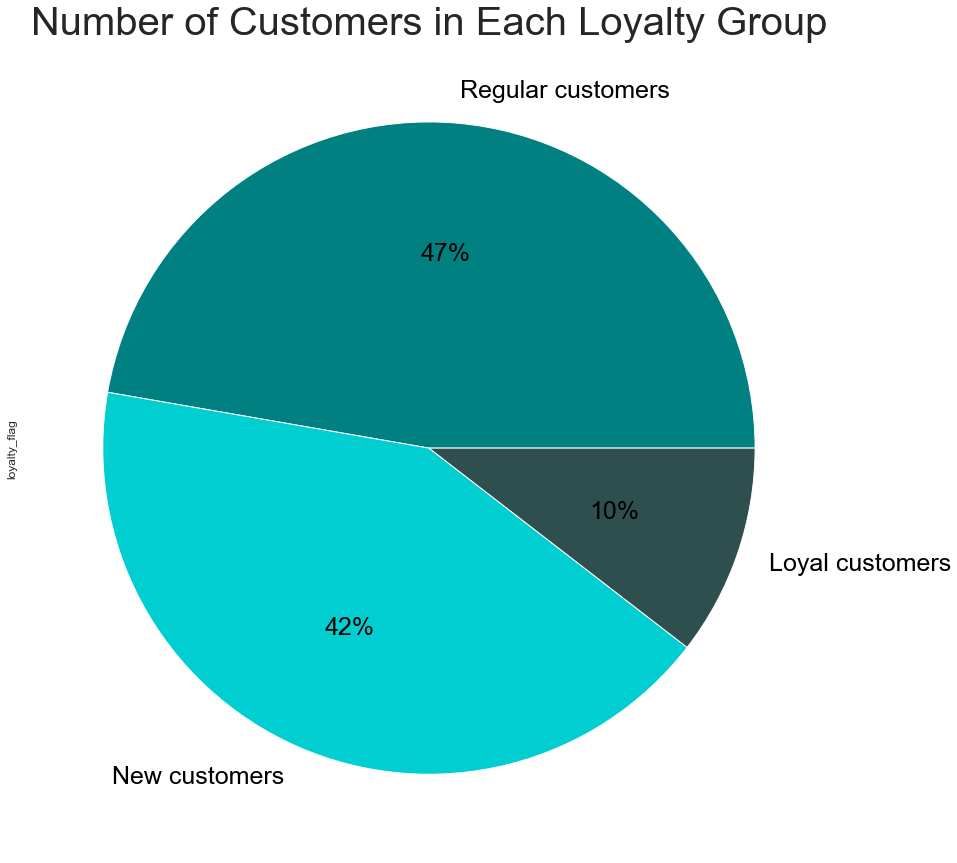 Number of Customers in Each Loyalty Group
Regular customers
47%
loyalty_flag
10%
Loyal customers
42%
New customers